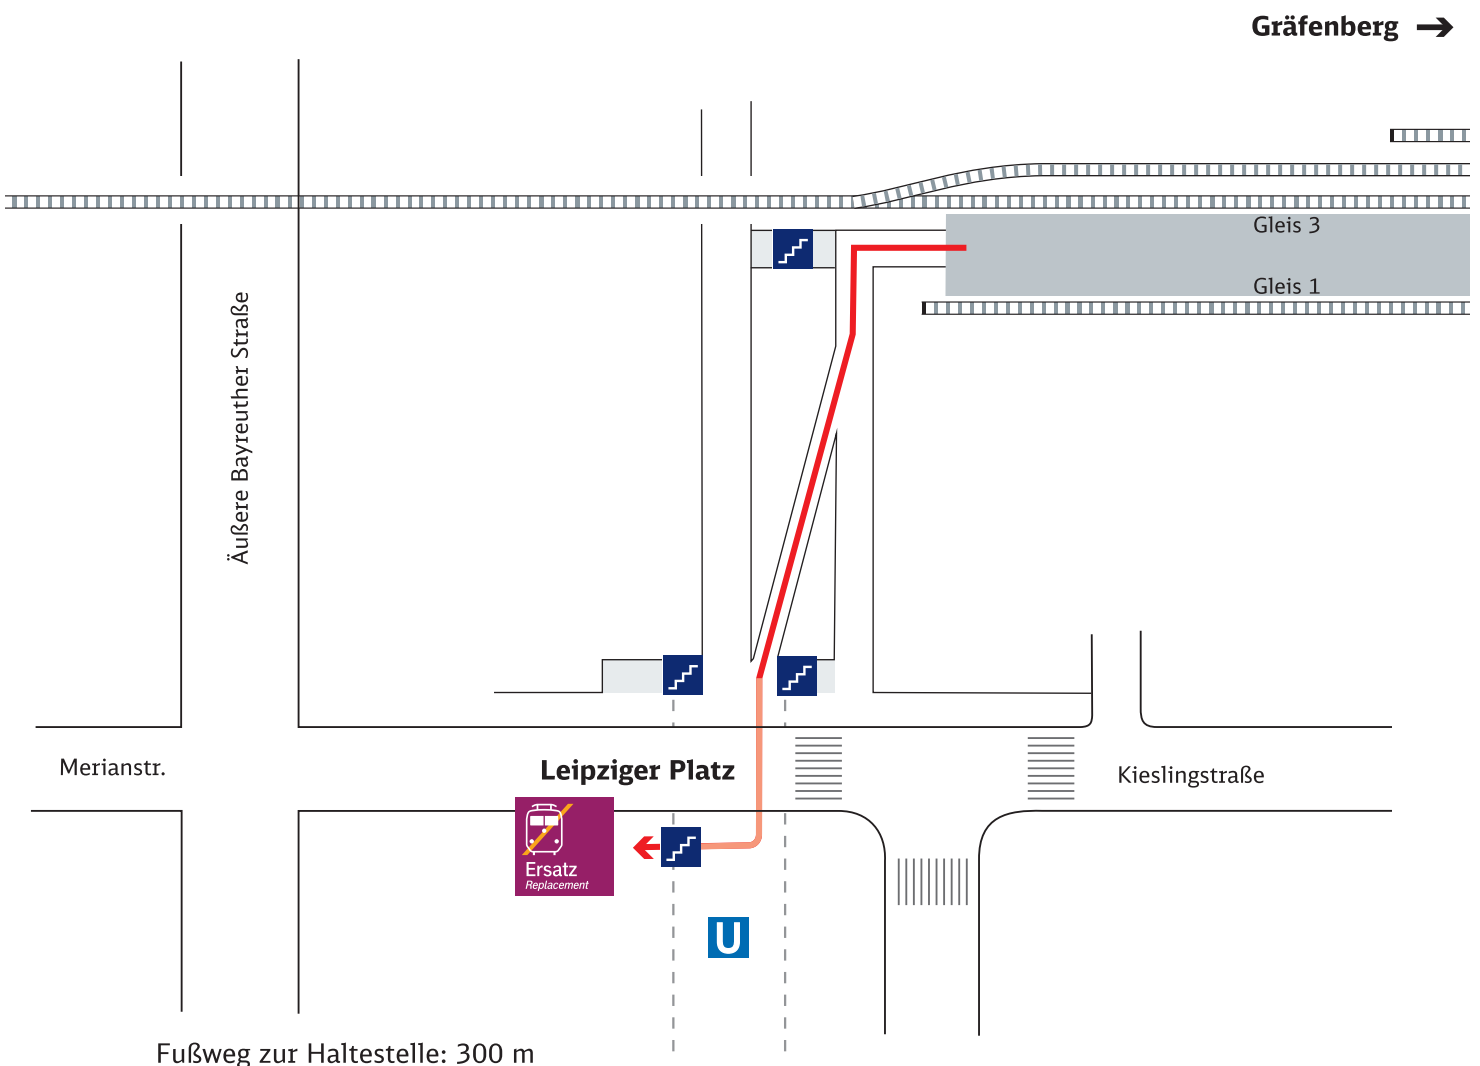 Gräfenberg
Gleis 3
Gleis 1
Äußere Bayreuther Straße
Merianstr.
Leipziger Platz
Kieslingstraße
Ersatz
Replacement
U
Fußweg zur Haltestelle: 300 m